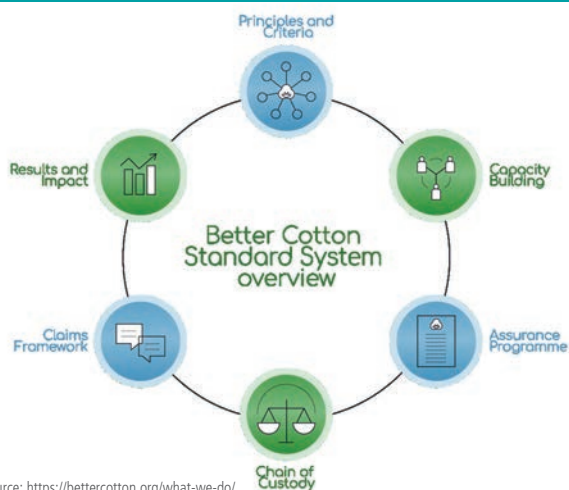 Principles and
Criteria
Results and
Impact
Capacity
Building
Better Cotton
Standard System
overview
Claims
Framework
Assurance
Programme
Chain of
Custody
urce: https://bettercotton.org/what-we-do/